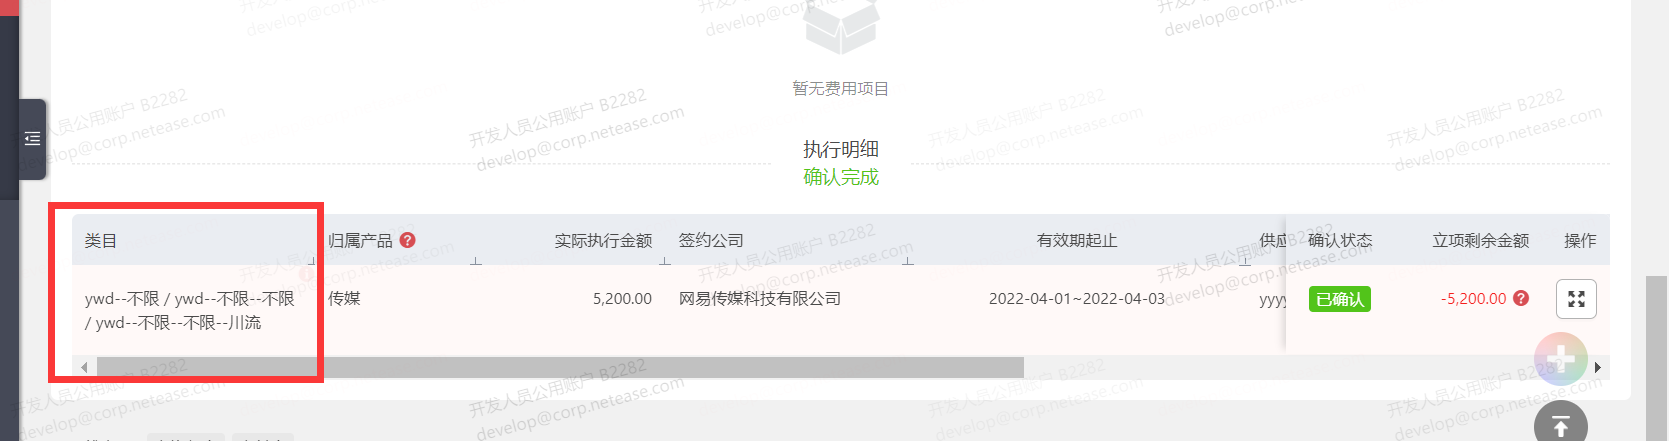 暂无费用项目
执行明细
确认完成
类目 归属产品 实际执行金额 签约公司 有效期起止 供应 确认状态 立项剩余金额 操作
ywd--不限 / ywd--不限--不限 传媒 5,200.00 网易传媒科技有限公司 2022-04-01~2022-04-03 yyyy 已确认 -5,200.00
/ ywd--不限--不限--川流
开发人员公用账户 B2282
develop@corp.netease.com